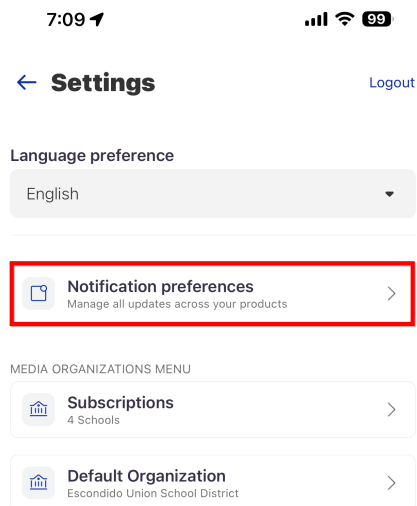 7:09
99
Settings
Logout
Language preference
English
Notification preferences
Manage all updates across your products
MEDIA ORGANIZATIONS MENU
Subscriptions
4 Schools
Default Organization
Escondido Union School District